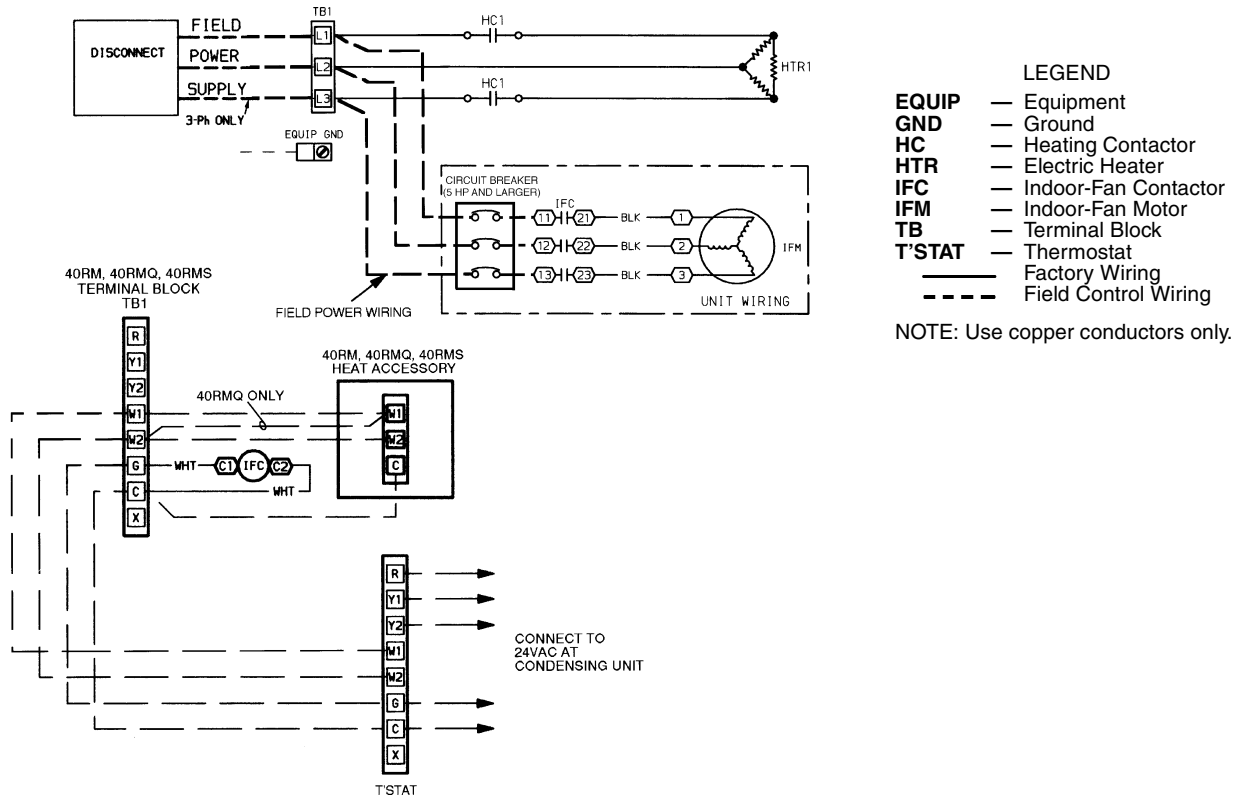 TB1
FIELD
DISCONNECT
POWER
SUPPLY
3-Ph ONLY
L1
L2
L3
HC1
HC1
HTR1
EQUIP GND
CIRCUIT BREAKER
(5 HP AND LARGER)
IFC
11 21 BLK 1
12 22 BLK 2
13 23 BLK 3
IFM
UNIT WIRING
FIELD POWER WIRING
LEGEND
EQUIP — Equipment
GND — Ground
HC — Heating Contactor
HTR — Electric Heater
IFC — Indoor-Fan Contactor
IFM — Indoor-Fan Motor
TB — Terminal Block
T'STAT — Thermostat
Factory Wiring
Field Control Wiring
NOTE: Use copper conductors only.
40RM, 40RMQ, 40RMS
TERMINAL BLOCK
TB1
R
Y1
Y2
W1
W2
G
C
X
40RMQ ONLY
WHT C1 IFC C2
WHT
40RM, 40RMQ, 40RMS
HEAT ACCESSORY
W1
W2
C
R
Y1
Y2
W1
W2
G
C
X
T'STAT
CONNECT TO
24VAC AT
CONDENSING UNIT